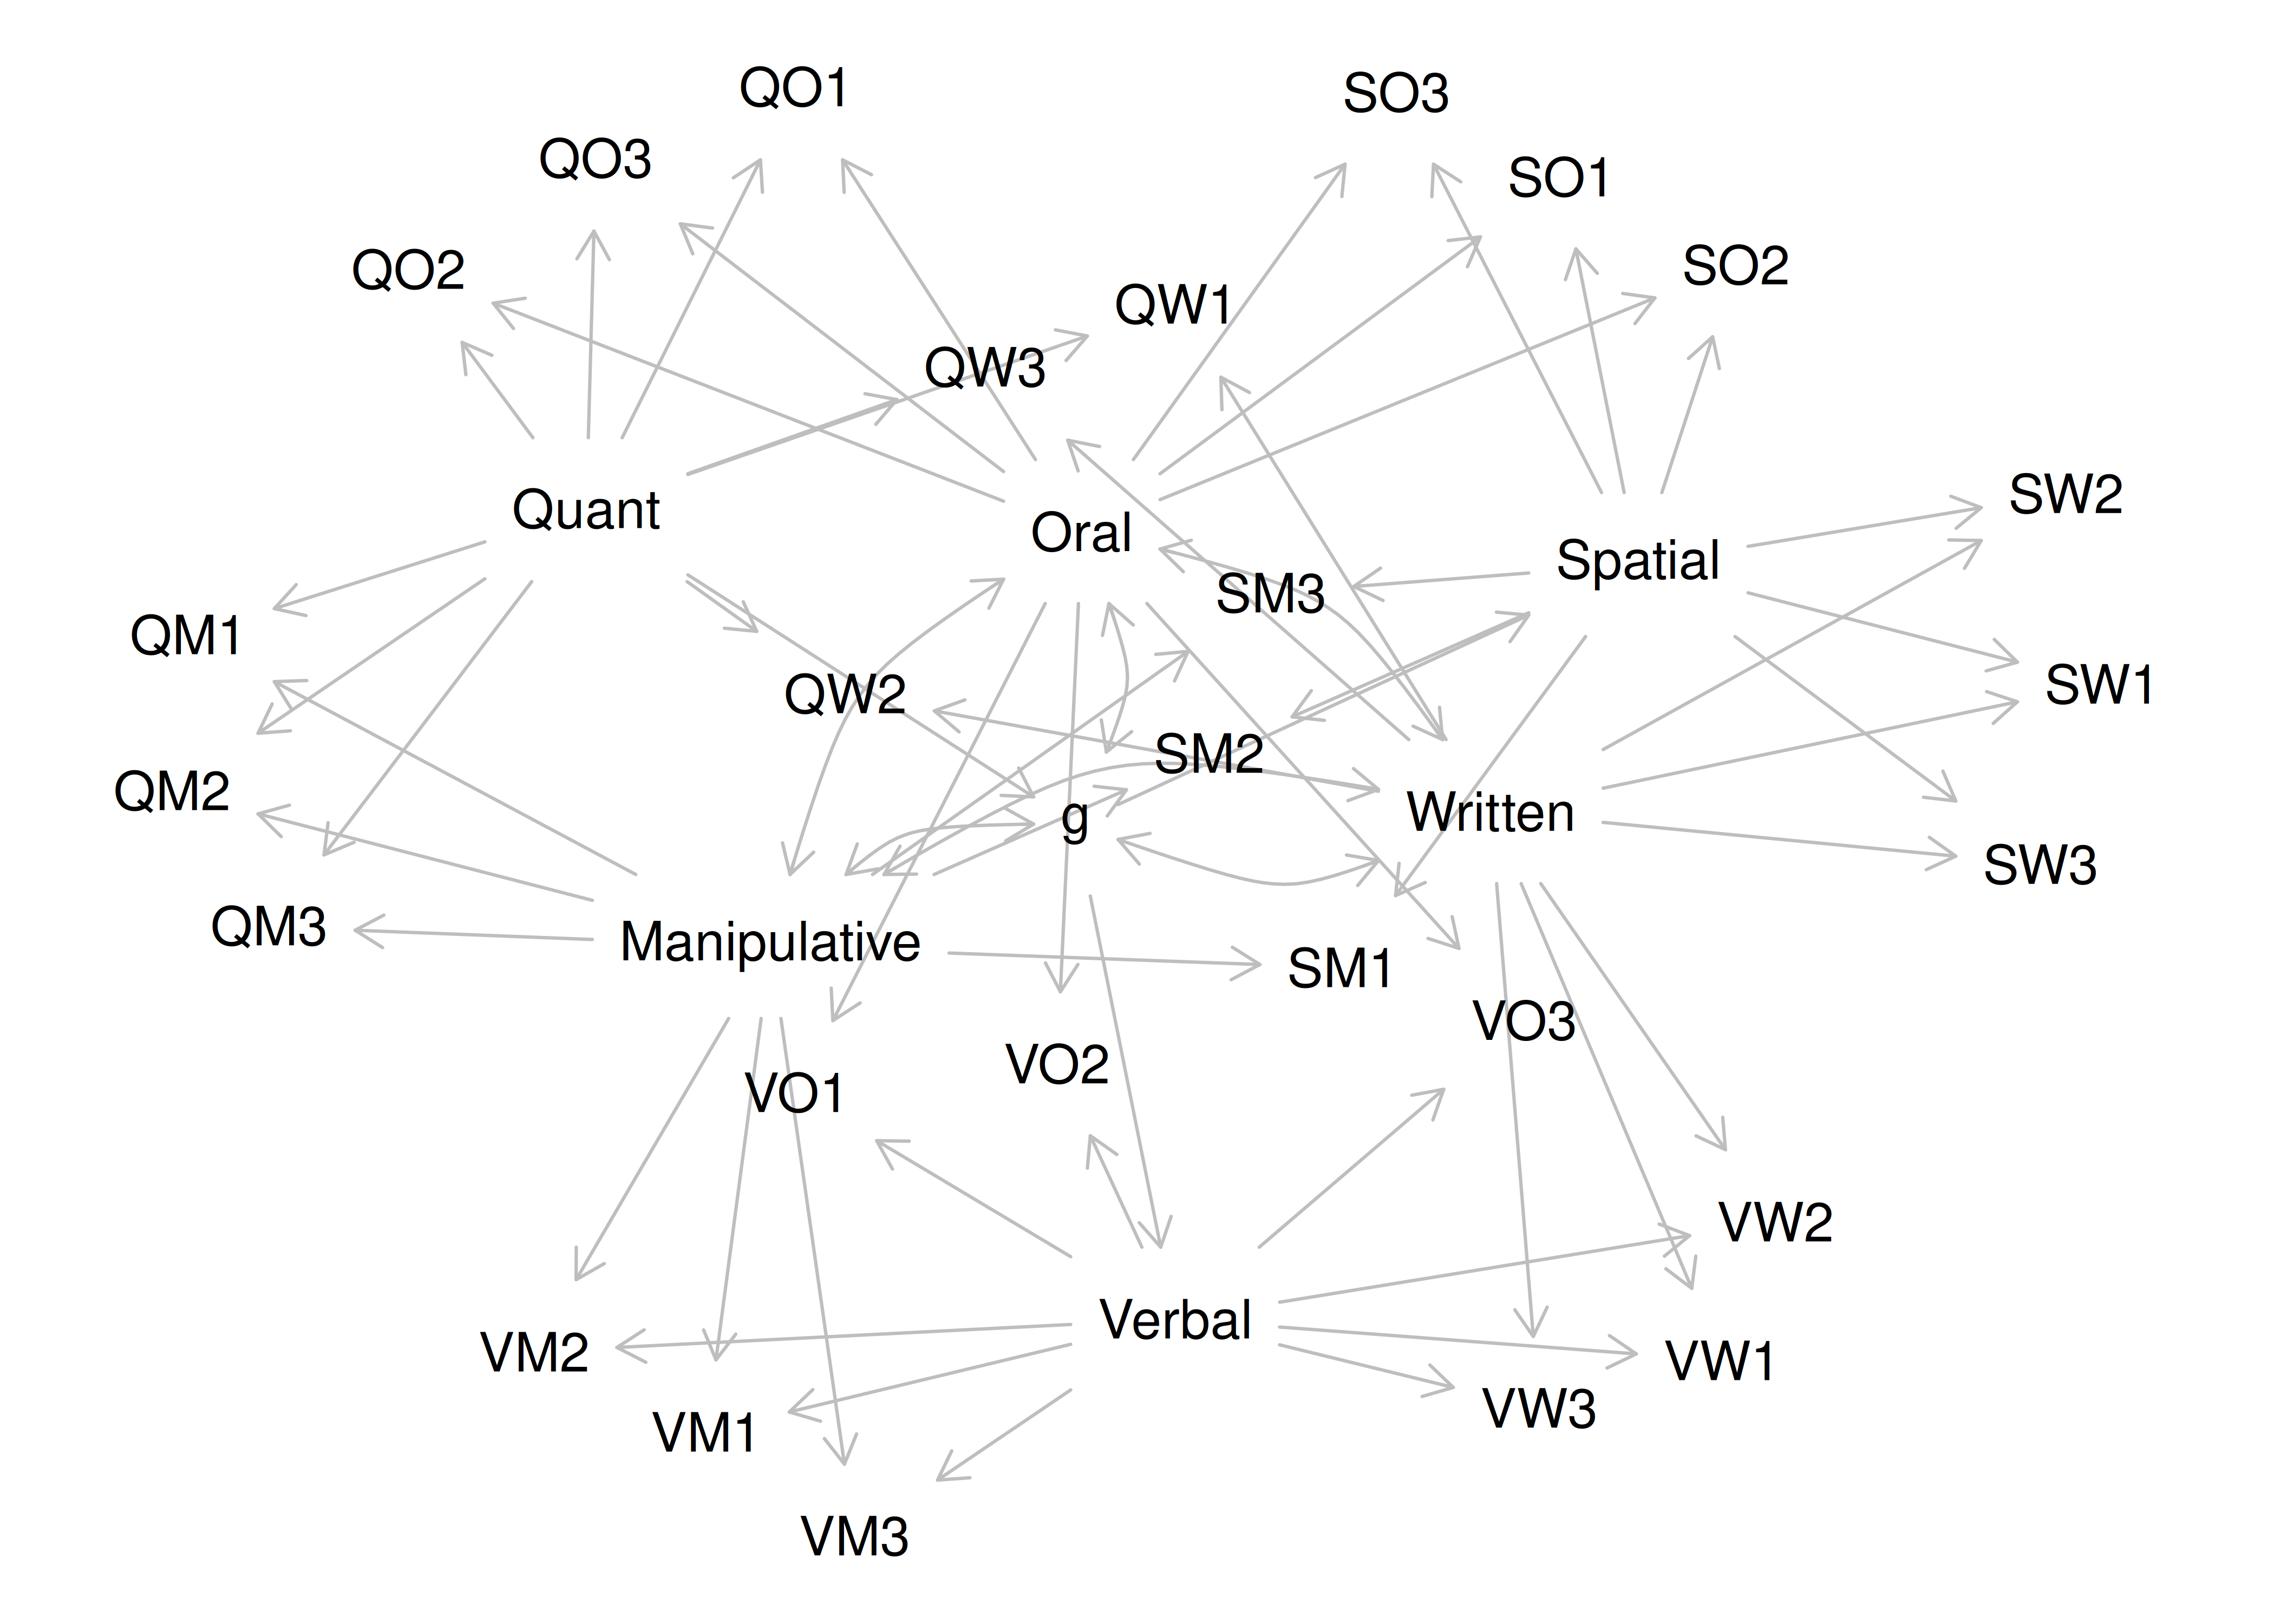 QO1
SO3
QO3
SO1
QO2
SO2
QW1
QW3
SW2
Quant
Oral
Spatial
SM3
QM1
SW1
QW2
SM2
QM2
g
Written
SW3
QM3
Manipulative
SM1
VO3
VO2
VO1
VW2
Verbal
VM2
VW1
VW3
VM1
VM3